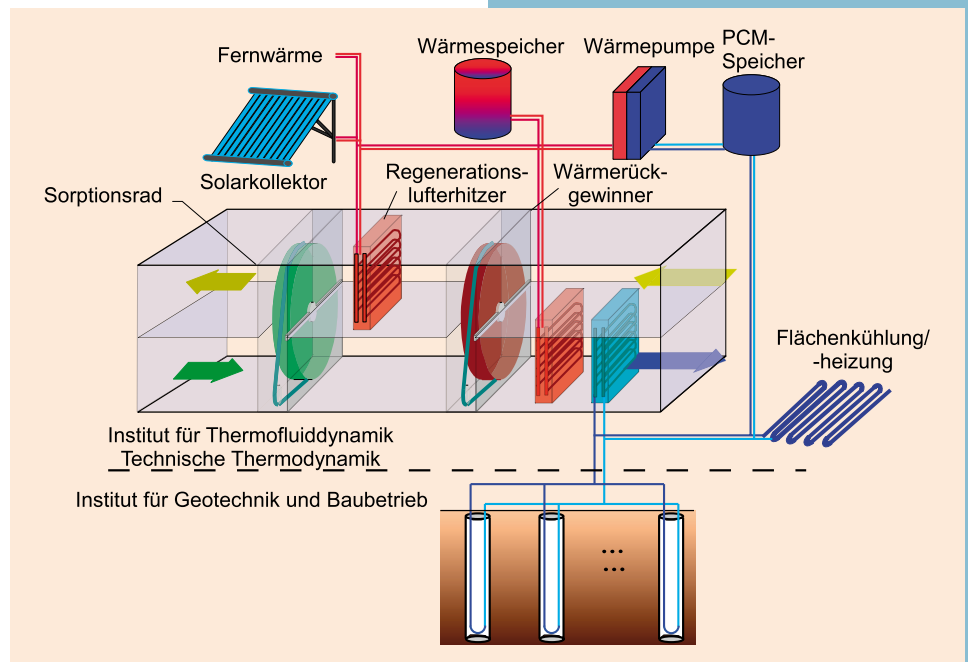 Fernwärme
Wärmespeicher
Wärmepumpe
PCM-
Speicher
Solarkollektor
Sorptionsrad
Regenerations-
lufterhitzer
Wärmerück-
gewinner
Flächenkühlung/
-heizung
Institut für Thermofluiddynamik
Technische Thermodynamik
Institut für Geotechnik und Baubetrieb
...
...